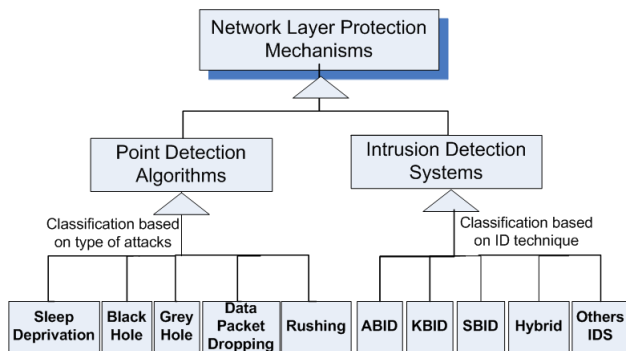 Network Layer Protection
Mechanisms
Point Detection
Algorithms
Intrusion Detection
Systems
Classification based
on type of attacks
Classification based
on ID technique
Sleep
Deprivation
Black
Hole
Grey
Hole
Data
Packet
Dropping
Rushing
ABID
KBID
SBID
Hybrid
Others
IDS